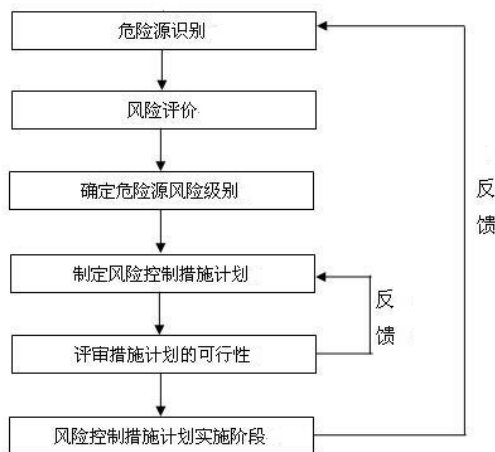 危险源识别
风险评价
确定危险源风险级别
制定风险控制措施计划
反
馈
评审措施计划的可行性
风险控制措施计划实施阶段
反
馈